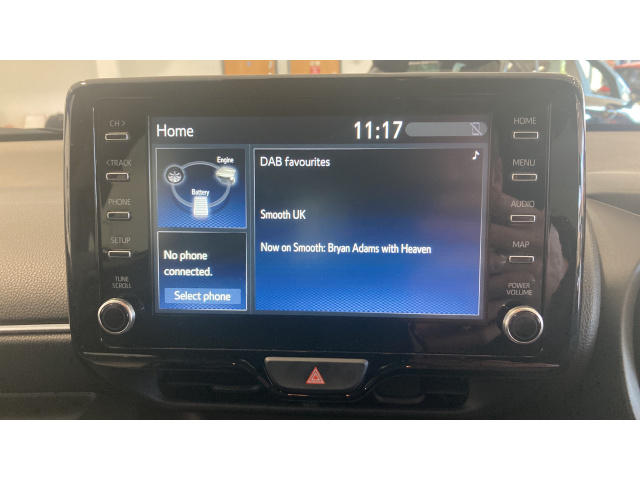 CH >
< TRACK
PHONE
SETUP
TUNE
SCROLL
Home
11:17
Engine
Battery
No phone
connected.
Select phone
DAB favourites
Smooth UK
Now on Smooth: Bryan Adams with Heaven
HOME
MENU
AUDIO
MAP
POWER
VOLUME